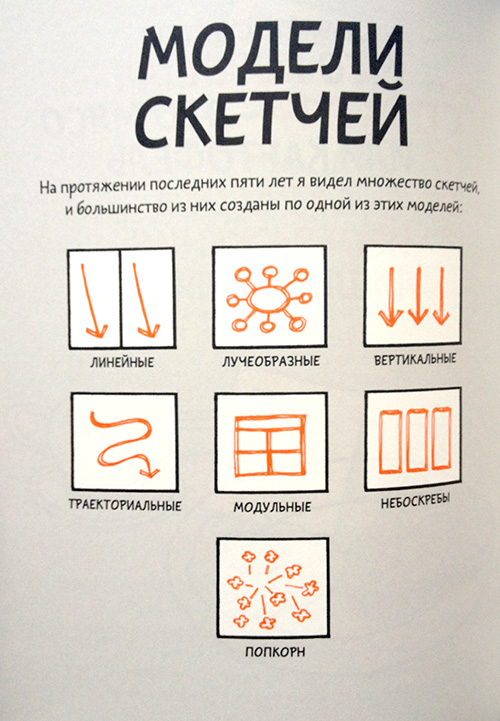 МОДЕЛИ
СКЕТЧЕЙ
На протяжении последних пяти лет я видел множество скетчей,
и большинство из них созданы по одной из этих моделей:
ЛИНЕЙНЫЕ
ЛУЧЕОБРАЗНЫЕ
ВЕРТИКАЛЬНЫЕ
ТРАЕКТОРИАЛЬНЫЕ
МОДУЛЬНЫЕ
НЕБОСКРЕБЫ
ПОПКОРН